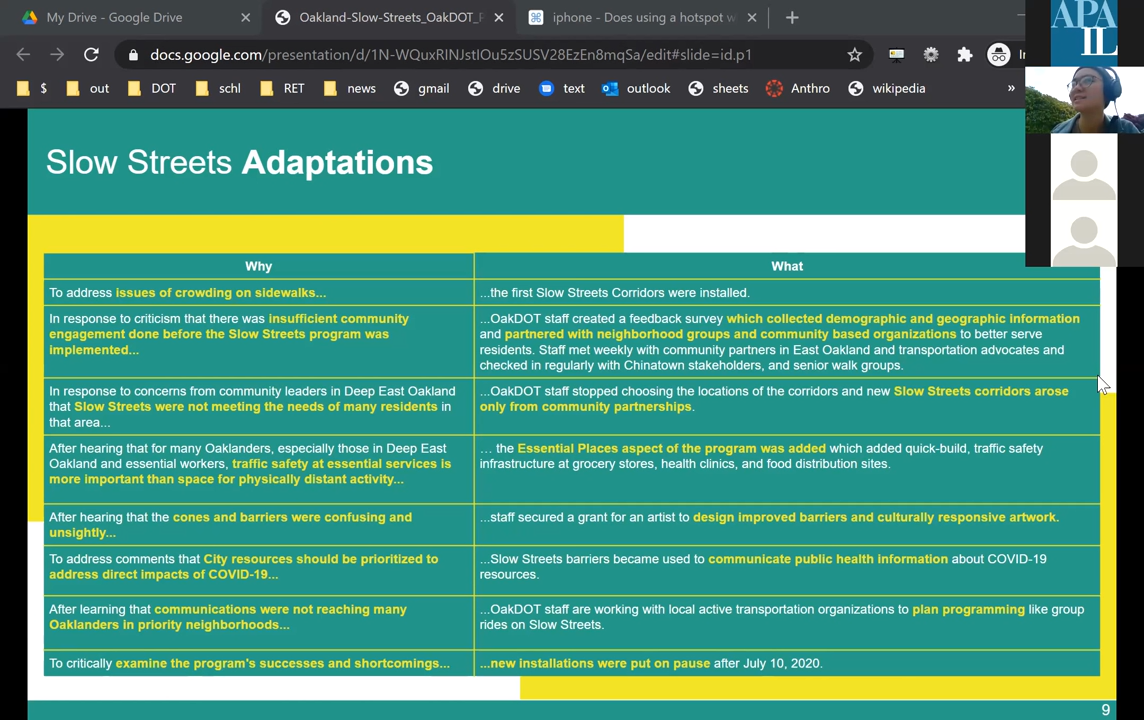 My Drive - Google Drive
Oakland-Slow-Streets_OakDOT_P
iphone - Does using a hotspot w
docs.google.com/presentation/d/1N-WQuxRINJstIOu5zSUSV28EzEn8mqSa/edit#slide=id.p1
In
$ out DOT schl RET news gmail drive text outlook sheets Anthro wikipedia »
APA
IL
Slow Streets Adaptations
Why
What
To address issues of crowding on sidewalks...
...the first Slow Streets Corridors were installed.
In response to criticism that there was insufficient community
engagement done before the Slow Streets program was
implemented...
...OakDOT staff created a feedback survey which collected demographic and geographic information
and partnered with neighborhood groups and community based organizations to better serve
residents. Staff met weekly with community partners in East Oakland and transportation advocates and
checked in regularly with Chinatown stakeholders, and senior walk groups.
In response to concerns from community leaders in Deep East Oakland
that Slow Streets were not meeting the needs of many residents in
that area...
...OakDOT staff stopped choosing the locations of the corridors and new Slow Streets corridors arose
only from community partnerships.
After hearing that for many Oaklanders, especially those in Deep East
Oakland and essential workers, traffic safety at essential services is
more important than space for physically distant activity...
... the Essential Places aspect of the program was added which added quick-build, traffic safety
infrastructure at grocery stores, health clinics, and food distribution sites.
After hearing that the cones and barriers were confusing and
unsightly...
...staff secured a grant for an artist to design improved barriers and culturally responsive artwork.
To address comments that City resources should be prioritized to
address direct impacts of COVID-19...
...Slow Streets barriers became used to communicate public health information about COVID-19
resources.
After learning that communications were not reaching many
Oaklanders in priority neighborhoods...
...OakDOT staff are working with local active transportation organizations to plan programming like group
rides on Slow Streets.
To critically examine the program's successes and shortcomings...
...new installations were put on pause after July 10, 2020.
9